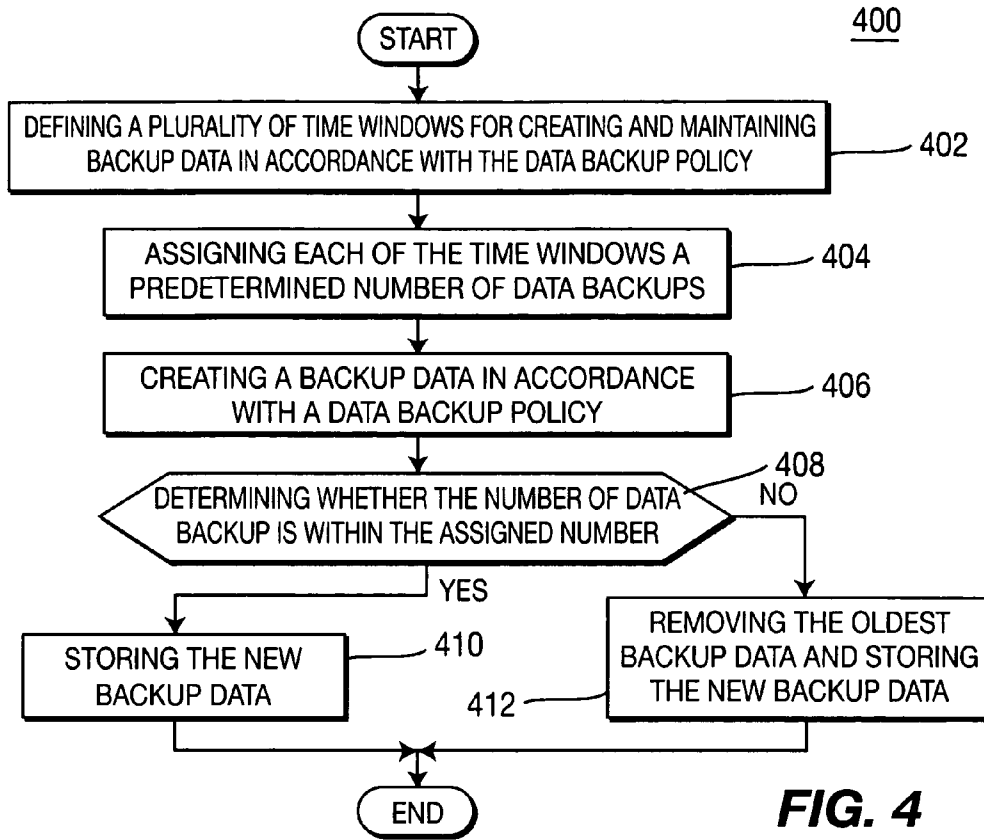 400
START
DEFINING A PLURALITY OF TIME WINDOWS FOR CREATING AND MAINTAINING
BACKUP DATA IN ACCORDANCE WITH THE DATA BACKUP POLICY
402
ASSIGNING EACH OF THE TIME WINDOWS A
PREDETERMINED NUMBER OF DATA BACKUPS
404
CREATING A BACKUP DATA IN ACCORDANCE
WITH A DATA BACKUP POLICY
406
408
DETERMINING WHETHER THE NUMBER OF DATA
BACKUP IS WITHIN THE ASSIGNED NUMBER
NO
YES
STORING THE NEW
BACKUP DATA
410
REMOVING THE OLDEST
BACKUP DATA AND STORING
THE NEW BACKUP DATA
412
END
FIG. 4